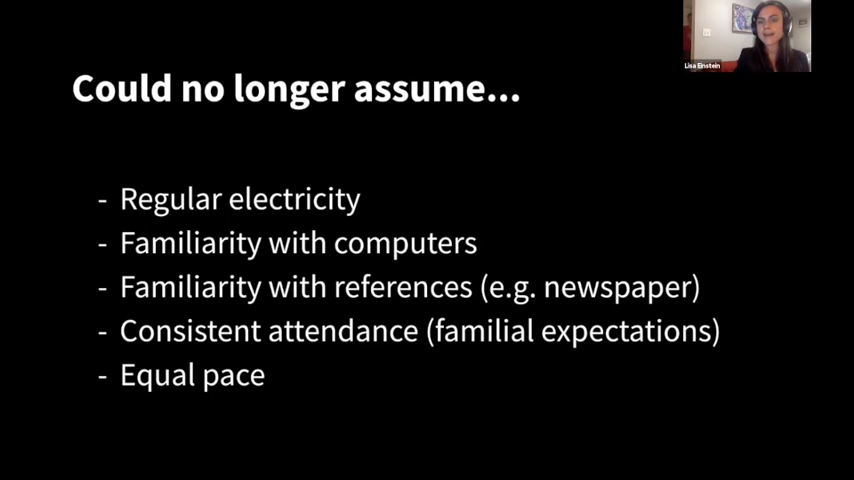 Lisa Einstein
Could no longer assume...
- Regular electricity
- Familiarity with computers
- Familiarity with references (e.g. newspaper)
- Consistent attendance (familial expectations)
- Equal pace